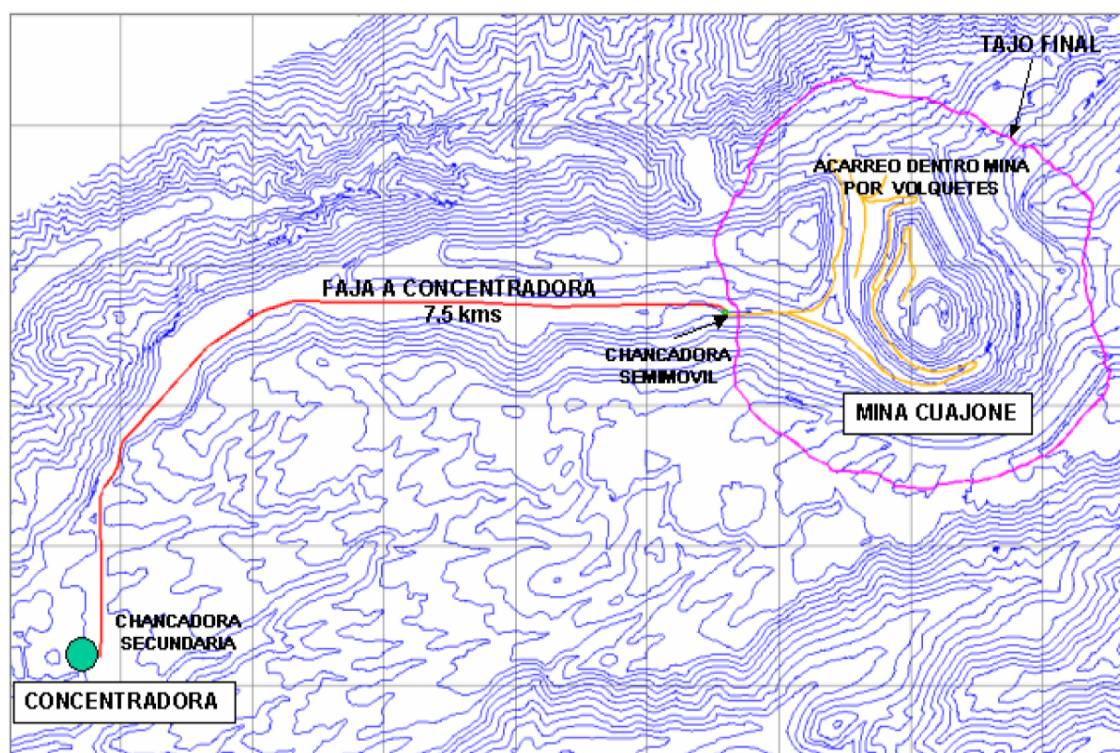 TAJO FINAL
ACARREO DENTRO MINA
POR VOLQUETES
FAJA A CONCENTRADORA
7.5 kms
CHANCADORA
SEMIMOVIL
MINA CUAJONE
CHANCADORA
SECUNDARIA
CONCENTRADORA